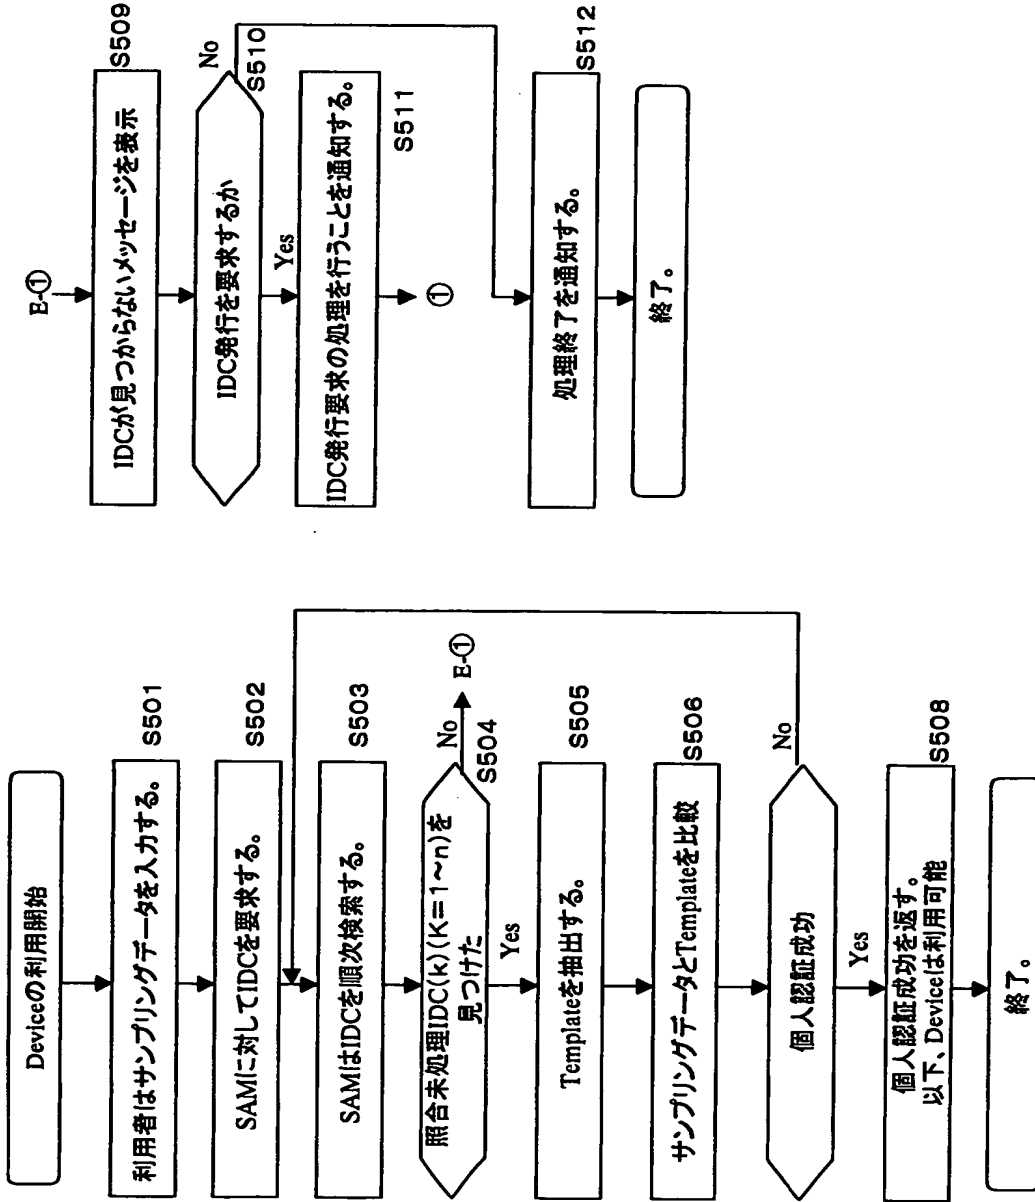 Deviceの利用開始
利用者はサンプリングデータを入力する。
S501
SAMに対してIDCを要求する。
S502
SAMはIDCを順次検索する。
S503
照合未処理IDC(k)(K=1~n)を
見つけた
No
E-①
S504
Yes
Templateを抽出する。
S505
サンプリングデータとTemplateを比較
S506
個人認証成功
No
Yes
個人認証成功を返す。
以下、Deviceは利用可能
S508
終了。
E-①
IDCが見つからないメッセージを表示
S509
IDC発行を要求するか
No
S510
Yes
IDC発行要求の処理を行うことを通知する。
S511
①
処理終了を通知する。
S512
終了。